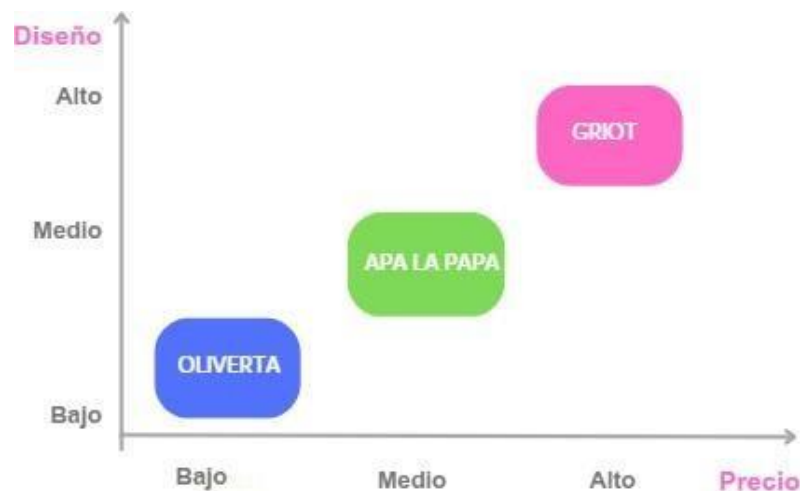 Diseño
Alto
GRIOT
Medio
APA LA PAPA
OLIVERTA
Bajo
Bajo Medio Alto Precio